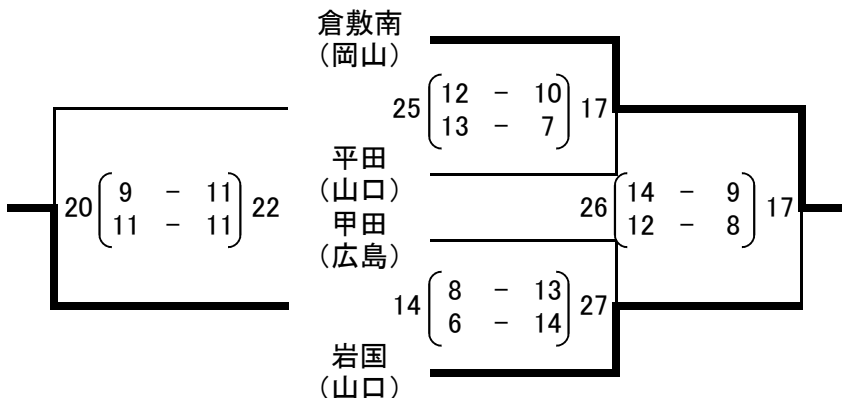 倉敷南
(岡山)
25 12 - 10 17
13 - 7
平田
(山口)
20 9 - 11 22
11 - 11
26 14 - 9 17
12 - 8
甲田
(広島)
14 8 - 13 27
6 - 14
岩国
(山口)